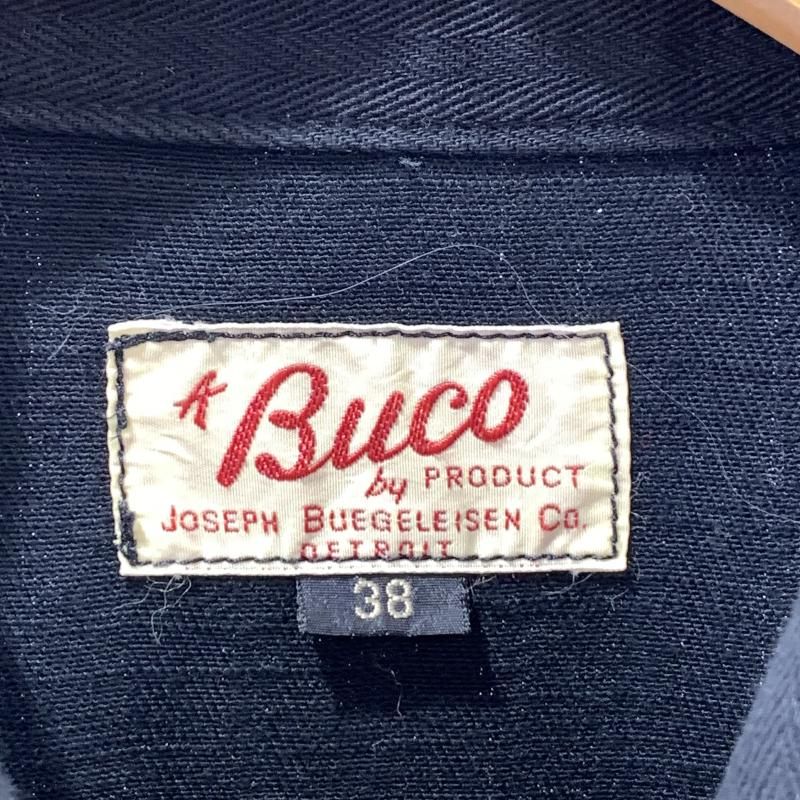 A Buco
by PRODUCT
JOSEPH BUEGELEISEN CO.
DETROIT
38